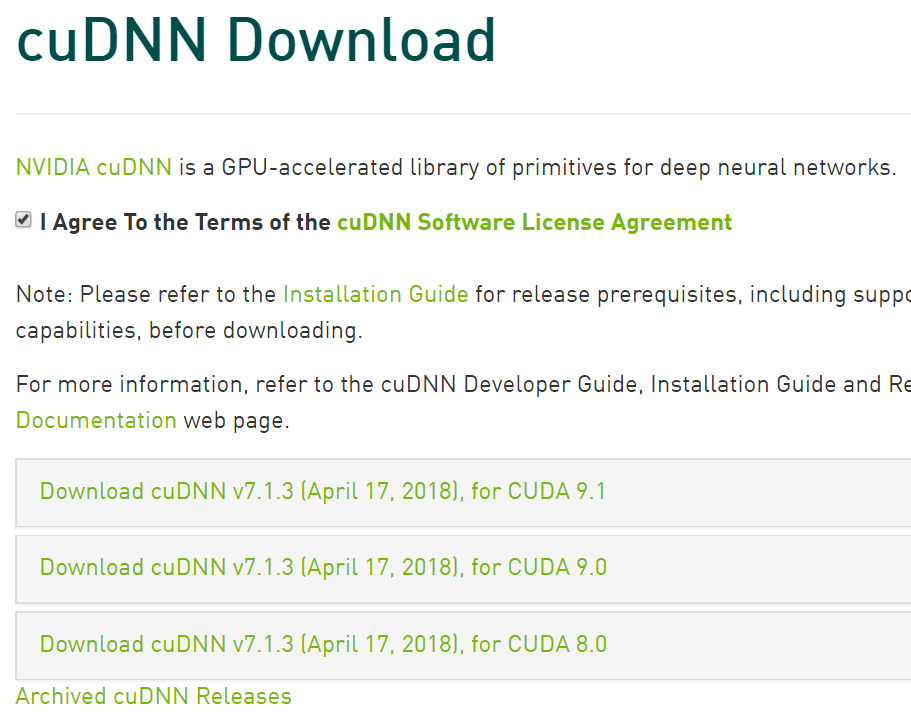 cuDNN Download
NVIDIA cuDNN is a GPU-accelerated library of primitives for deep neural networks.
I Agree To the Terms of the cuDNN Software License Agreement
Note: Please refer to the Installation Guide for release prerequisites, including
capabilities, before downloading.
For more information, refer to the cuDNN Developer Guide, Installation Guide and
Documentation web page.
Download cuDNN v7.1.3 (April 17, 2018), for CUDA 9.1
Download cuDNN v7.1.3 (April 17, 2018), for CUDA 9.0
Download cuDNN v7.1.3 (April 17, 2018), for CUDA 8.0
Archived cuDNN Releases